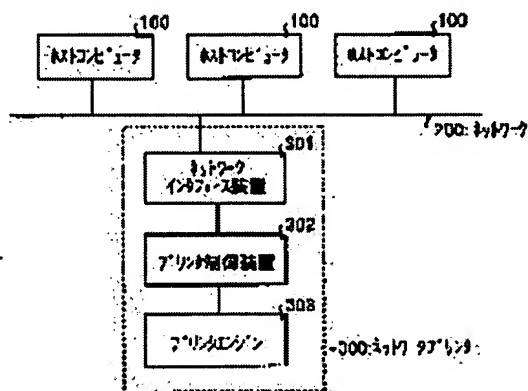 100 100 100
ホストコンピュータ ホストコンピュータ ホストコンピュータ
200:ネットワーク
301
ネットワーク
インタフェース装置
302
プリンタ制御装置
303
プリンタエンジン
300:ネットワークプリンタ